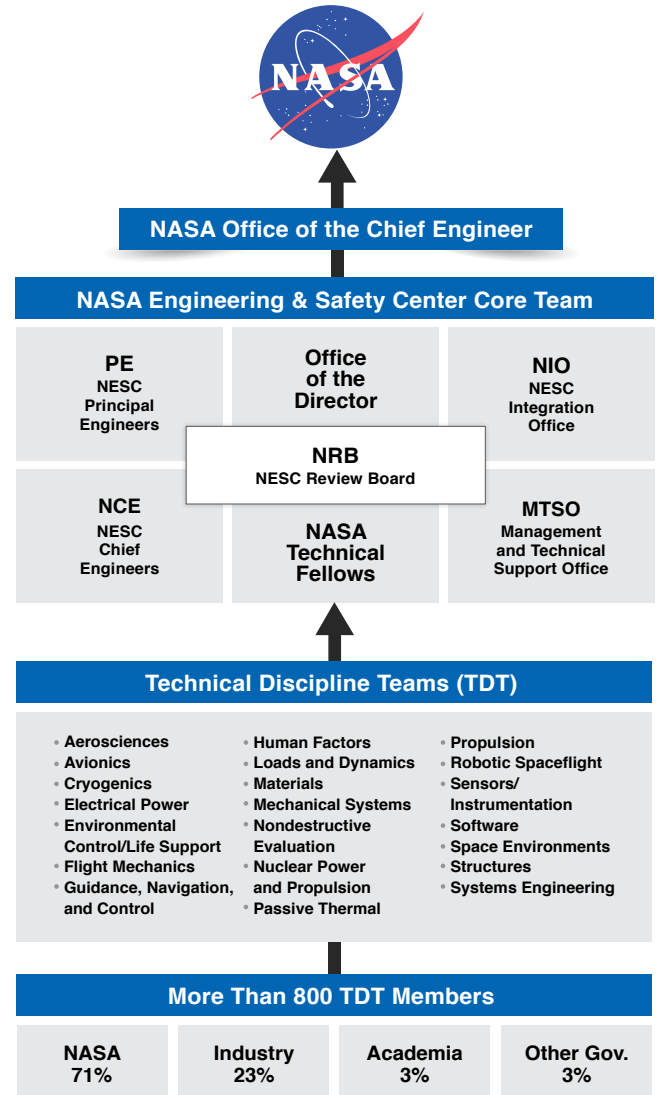 NASA
NASA Office of the Chief Engineer
NASA Engineering & Safety Center Core Team
PE
NESC
Principal
Engineers
Office
of the
Director
NIO
NESC
Integration
Office
NRB
NESC Review Board
NCE
NESC
Chief
Engineers
NASA
Technical
Fellows
MTSO
Management
and Technical
Support Office
Technical Discipline Teams (TDT)
• Aerosciences
• Avionics
• Cryogenics
• Electrical Power
• Environmental
Control/Life Support
• Flight Mechanics
• Guidance, Navigation,
and Control
• Human Factors
• Loads and Dynamics
• Materials
• Mechanical Systems
• Nondestructive
Evaluation
• Nuclear Power
and Propulsion
• Passive Thermal
• Propulsion
• Robotic Spaceflight
• Sensors/
Instrumentation
• Software
• Space Environments
• Structures
• Systems Engineering
More Than 800 TDT Members
NASA
71%
Industry
23%
Academia
3%
Other Gov.
3%